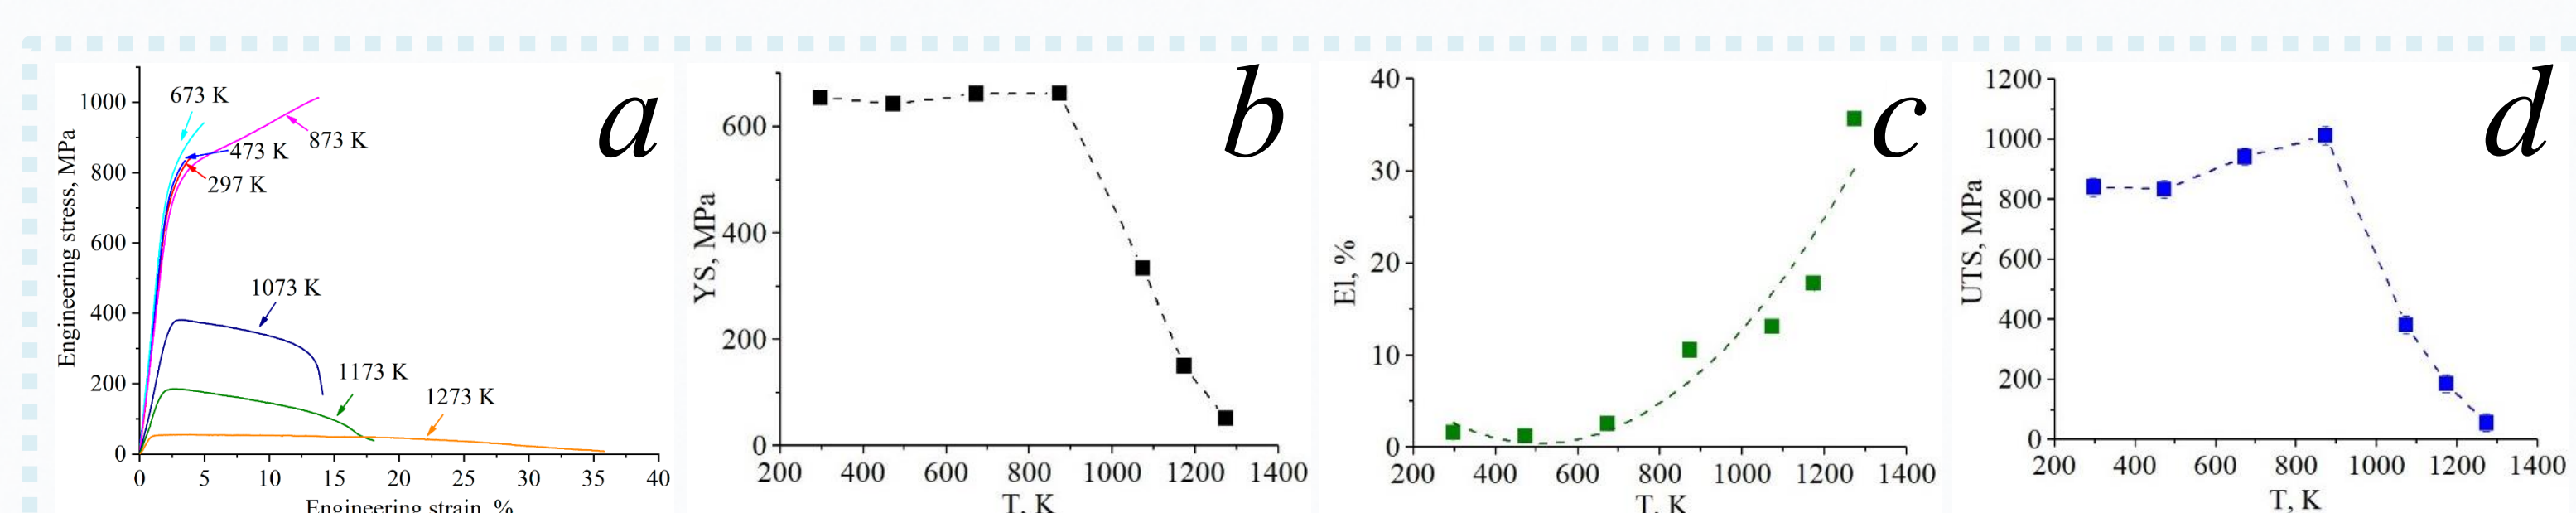 a
1000
800
600
400
200
0
Engineering stress, MPa
673 K
873 K
473 K
297 K
1073 K
1173 K
1273 K
0 5 10 15 20 25 30 35 40
Engineering strain, %
b
600
400
200
0
YS, MPa
200 400 600 800 1000 1200 1400
T, K
c
40
30
20
10
0
El, %
200 400 600 800 1000 1200 1400
T, K
d
1200
1000
800
600
400
200
0
UTS, MPa
200 400 600 800 1000 1200 1400
T, K